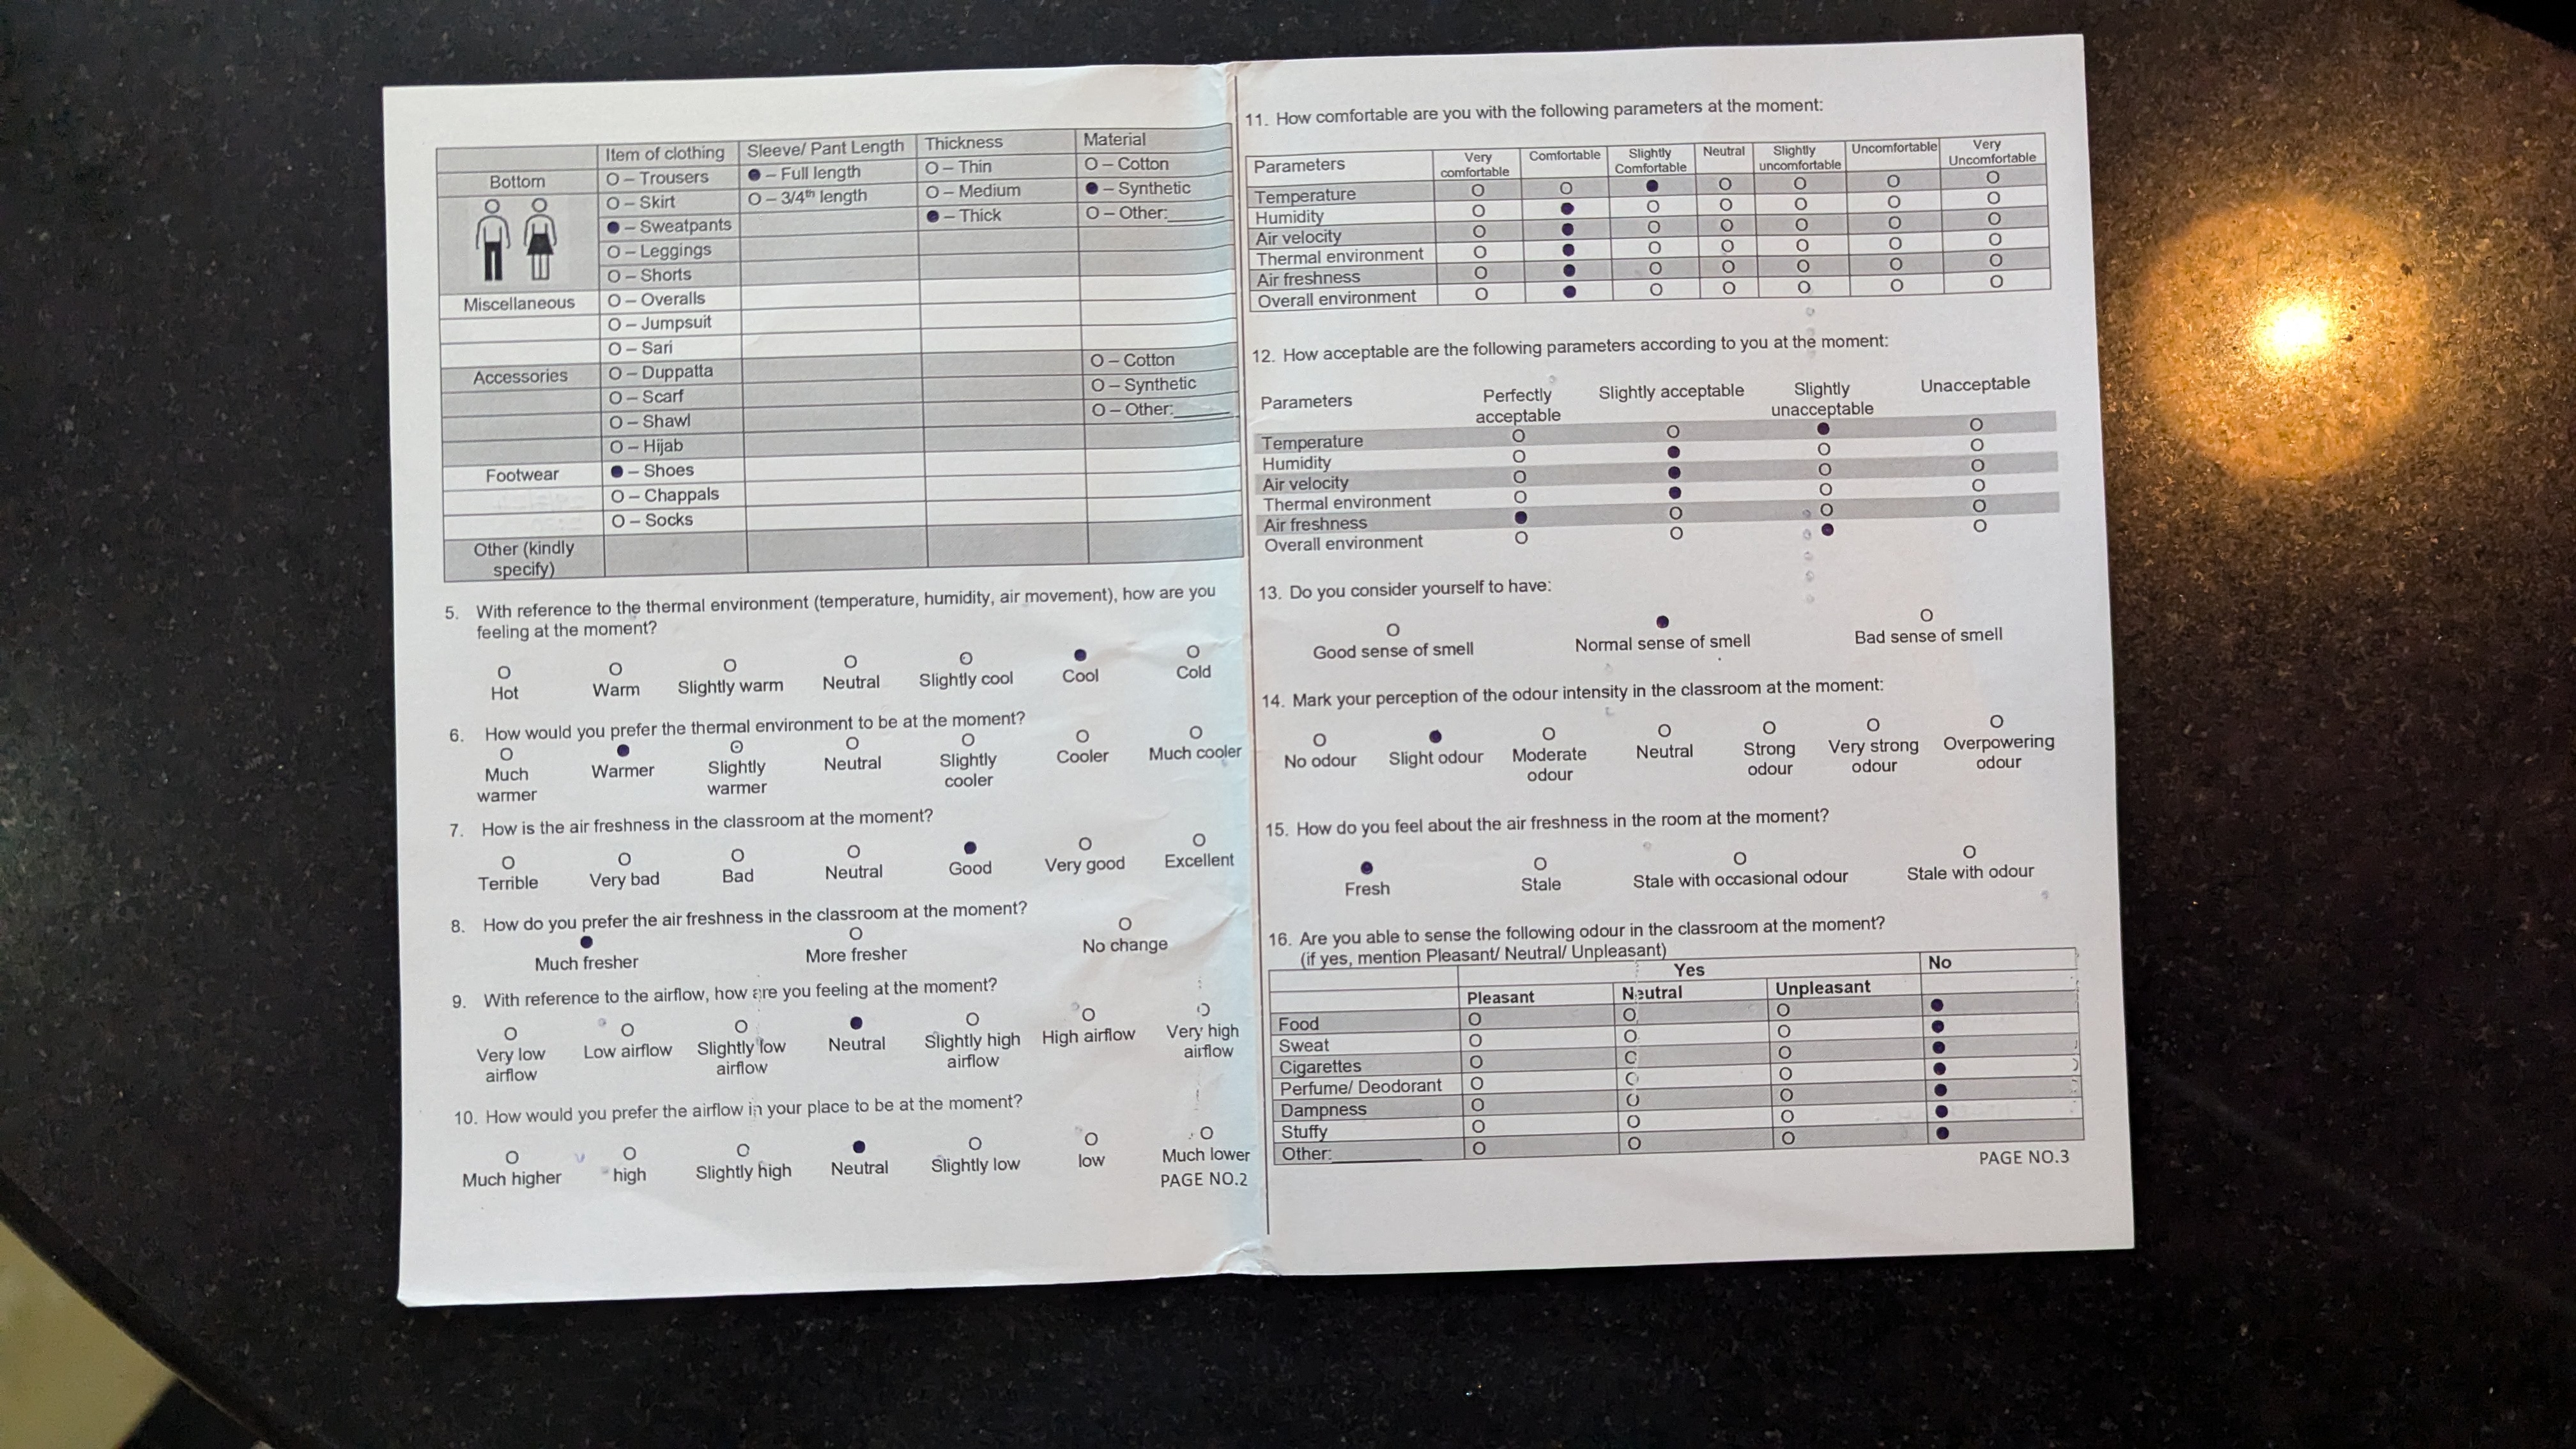 Item of clothing Sleeve/ Pant Length Thickness Material
Bottom O – Trousers ● – Full length O – Thin O – Cotton
O – Skirt O – 3/4th length O – Medium ● – Synthetic
● – Sweatpants ● – Thick O – Other:______
O – Leggings
O – Shorts
Miscellaneous O – Overalls
O – Jumpsuit
O – Sari
Accessories O – Duppatta O – Cotton
O – Scarf O – Synthetic
O – Shawl O – Other:______
O – Hijab
Footwear ● – Shoes
O – Chappals
O – Socks
Other (kindly
specify)
5. With reference to the thermal environment (temperature, humidity, air movement), how are you
feeling at the moment?
O O O O O ● O
Hot Warm Slightly warm Neutral Slightly cool Cool Cold
6. How would you prefer the thermal environment to be at the moment?
O ● O O O O O
Much Warmer Slightly Neutral Slightly Cooler Much cooler
warmer warmer cooler
7. How is the air freshness in the classroom at the moment?
O O O O ● O O
Terrible Very bad Bad Neutral Good Very good Excellent
8. How do you prefer the air freshness in the classroom at the moment?
● O O
Much fresher More fresher No change
9. With reference to the airflow, how are you feeling at the moment?
O O O ● O O O
Very low Low airflow Slightly low Neutral Slightly high High airflow Very high
airflow airflow airflow airflow
10. How would you prefer the airflow in your place to be at the moment?
O O O ● O O O
Much higher high Slightly high Neutral Slightly low low Much lower
PAGE NO.2
11. How comfortable are you with the following parameters at the moment:
Parameters Very Comfortable Slightly Neutral Slightly Uncomfortable Very
comfortable Comfortable uncomfortable Uncomfortable
Temperature O O ● O O O O
Humidity O ● O O O O O
Air velocity O ● O O O O O
Thermal environment O ● O O O O O
Air freshness O ● O O O O O
Overall environment O ● O O O O O
12. How acceptable are the following parameters according to you at the moment:
Parameters Perfectly Slightly acceptable Slightly Unacceptable
acceptable unacceptable
Temperature O O ● O
Humidity O ● O O
Air velocity O ● O O
Thermal environment O ● O O
Air freshness ● O O O
Overall environment O O ● O
13. Do you consider yourself to have:
O ● O
Good sense of smell Normal sense of smell Bad sense of smell
14. Mark your perception of the odour intensity in the classroom at the moment:
O ● O O O O O
No odour Slight odour Moderate Neutral Strong Very strong Overpowering
odour odour odour odour
15. How do you feel about the air freshness in the room at the moment?
● O O O
Fresh Stale Stale with occasional odour Stale with odour
16. Are you able to sense the following odour in the classroom at the moment?
(if yes, mention Pleasant/ Neutral/ Unpleasant)
Yes No
Pleasant Neutral Unpleasant
Food O O O ●
Sweat O O O ●
Cigarettes O O O ●
Perfume/ Deodorant O O O ●
Dampness O O O ●
Stuffy O O O ●
Other:__________ O O O ●
PAGE NO.3